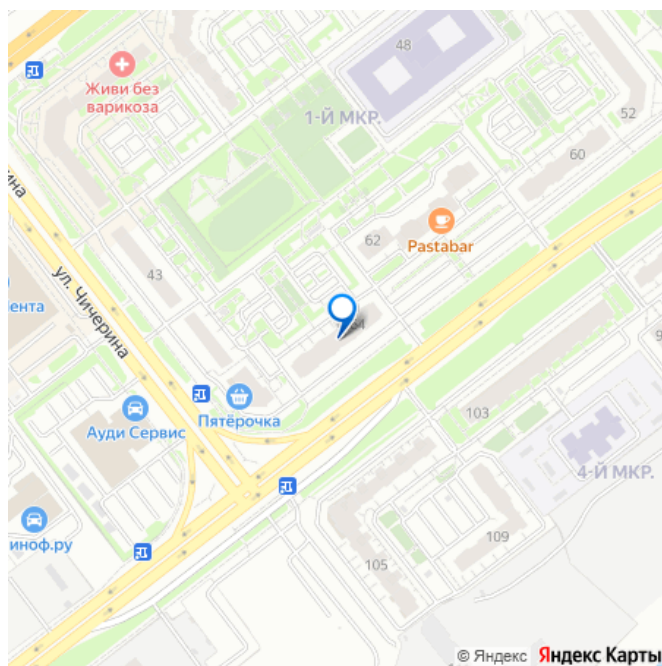 48
Живи без
варикоза
1-Й МКР.
52
60
62
Pastabar
43
ул. Чичерина
Пятёрочка
Ауди Сервис
103
4-Й МКР.
109
105
© Яндекс Яндекс Карты